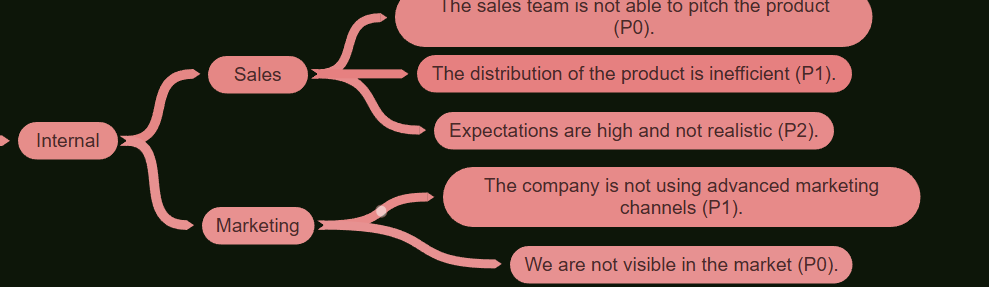 The sales team is not able to pitch the product
(P0).
Sales
The distribution of the product is inefficient (P1).
Expectations are high and not realistic (P2).
Internal
The company is not using advanced marketing
channels (P1).
Marketing
We are not visible in the market (P0).